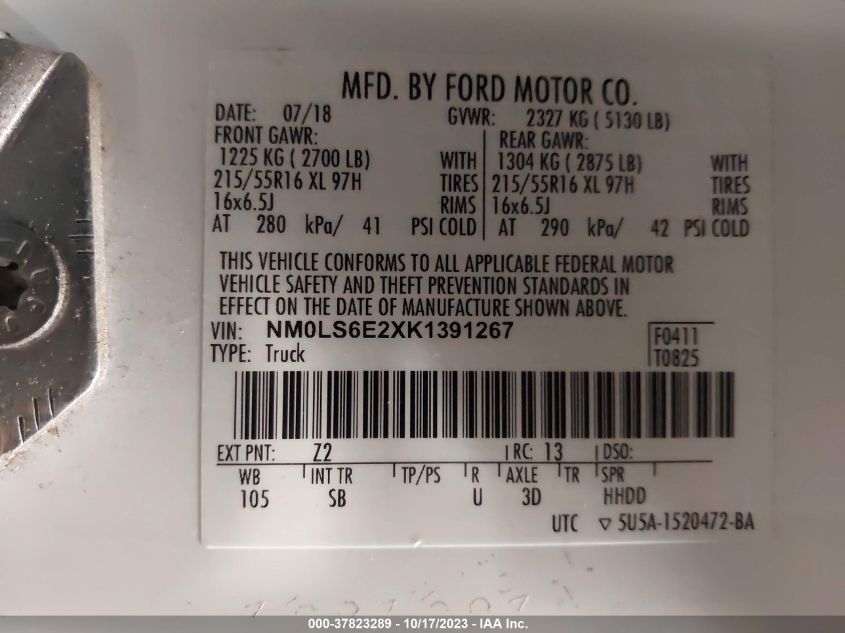 MFD. BY FORD MOTOR CO.
DATE: 07/18 GVWR: 2327 KG ( 5130 LB)
FRONT GAWR: REAR GAWR:
1225 KG ( 2700 LB) WITH 1304 KG ( 2875 LB) WITH
215/55R16 XL 97H TIRES 215/55R16 XL 97H TIRES
16x6.5J RIMS 16x6.5J RIMS
AT 280 kPa/ 41 PSI COLD AT 290 kPa/ 42 PSI COLD
THIS VEHICLE CONFORMS TO ALL APPLICABLE FEDERAL MOTOR
VEHICLE SAFETY AND THEFT PREVENTION STANDARDS IN
EFFECT ON THE DATE OF MANUFACTURE SHOWN ABOVE.
VIN: NM0LS6E2XK1391267 F0411
TYPE: Truck T0825
EXT PNT: Z2 RC: 13 DSO:
WB INT TR TP/PS R AXLE TR SPR
105 SB U 3D HHDD
UTC ▽ 5U5A-1520472-BA
000-37823289 - 10/17/2023 - IAA Inc.